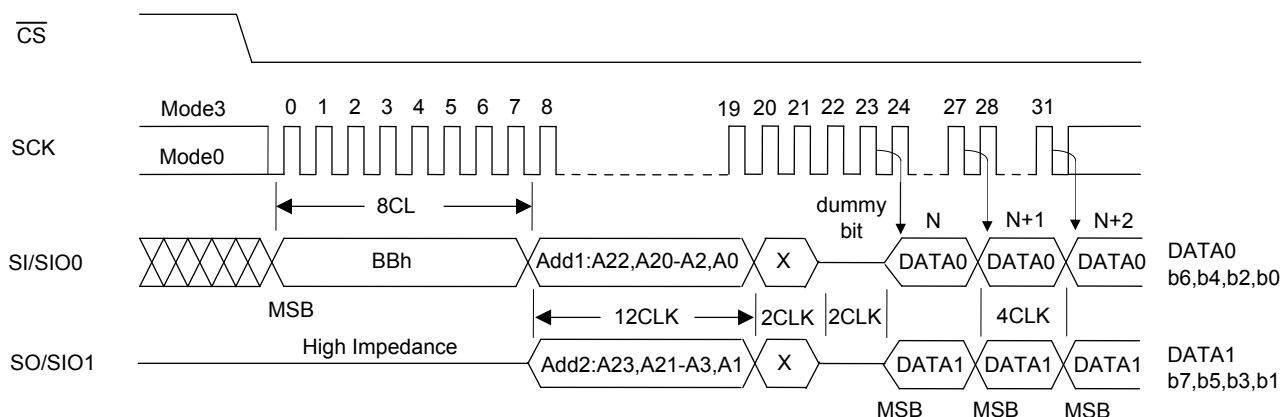 CS
Mode3
0 1 2 3 4 5 6 7 8 19 20 21 22 23 24 27 28 31
SCK
Mode0
8CL
dummy
bit
N N+1 N+2
SI/SIO0
BBh
Add1:A22,A20-A2,A0
X
DATA0 DATA0 DATA0
DATA0
b6,b4,b2,b0
MSB
12CLK 2CLK 2CLK 4CLK
SO/SIO1
High Impedance
Add2:A23,A21-A3,A1
X
DATA1 DATA1 DATA1
DATA1
b7,b5,b3,b1
MSB MSB MSB